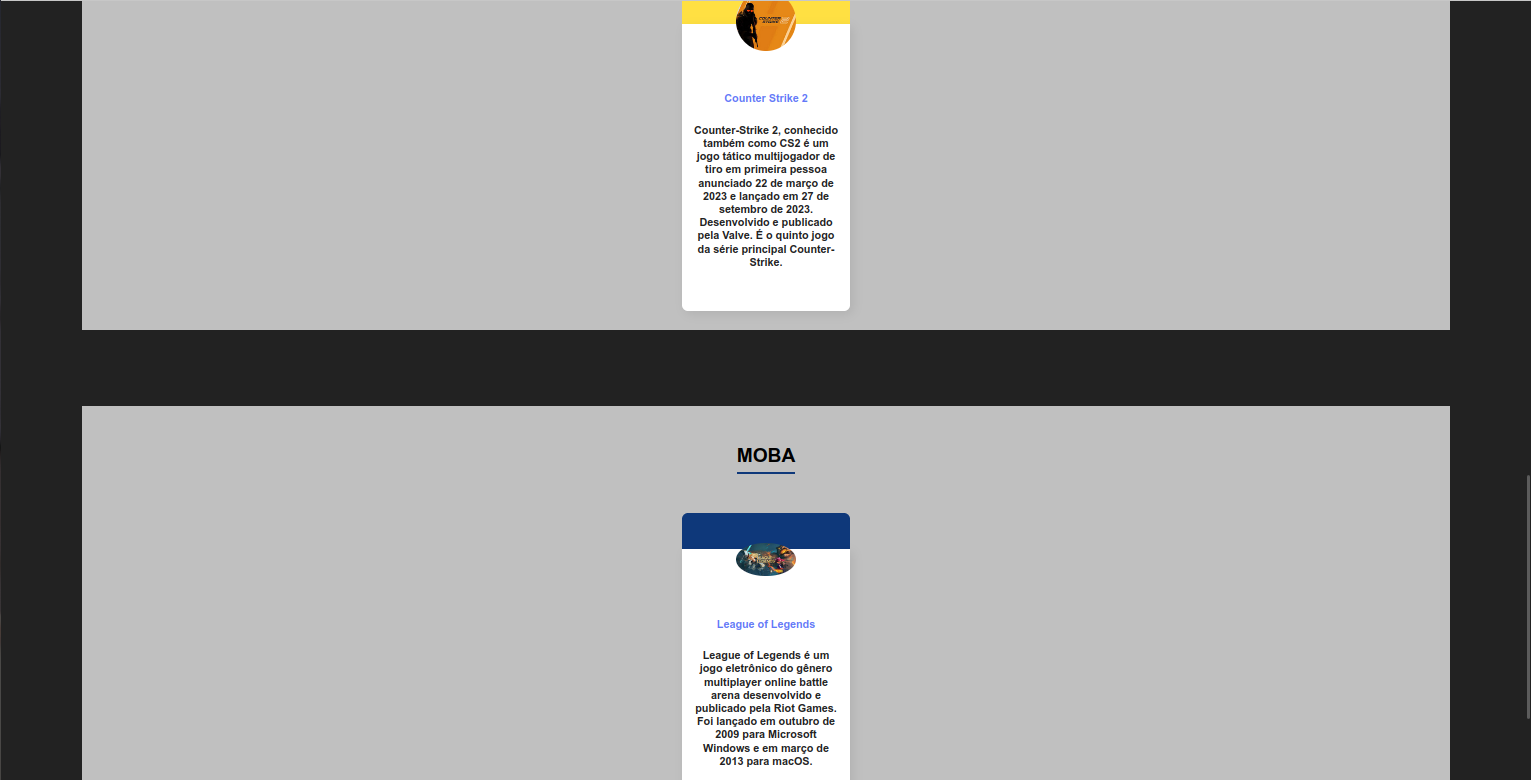 COUNTER
STRIKE
Counter Strike 2
Counter-Strike 2, conhecido
também como CS2 é um
jogo tático multijogador de
tiro em primeira pessoa
anunciado 22 de março de
2023 e lançado em 27 de
setembro de 2023.
Desenvolvido e publicado
pela Valve. É o quinto jogo
da série principal Counter-
Strike.
MOBA
League of Legends
League of Legends é um
jogo eletrônico do gênero
multiplayer online battle
arena desenvolvido e
publicado pela Riot Games.
Foi lançado em outubro de
2009 para Microsoft
Windows e em março de
2013 para macOS.